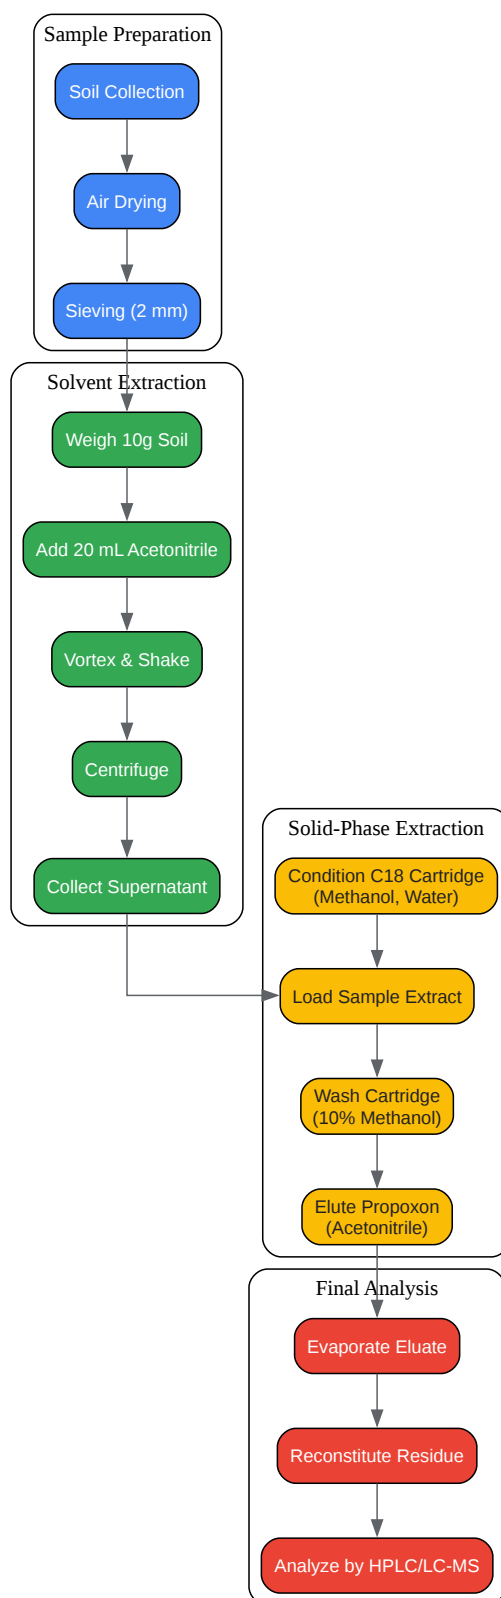 Sample Preparation
Soil Collection
Air Drying
Sieving (2 mm)
Solvent Extraction
Weigh 10g Soil
Add 20 mL Acetonitrile
Vortex & Shake
Centrifuge
Collect Supernatant
Solid-Phase Extraction
Condition C18 Cartridge
(Methanol, Water)
Load Sample Extract
Wash Cartridge
(10% Methanol)
Elute Propoxon
(Acetonitrile)
Final Analysis
Evaporate Eluate
Reconstitute Residue
Analyze by HPLC/LC-MS